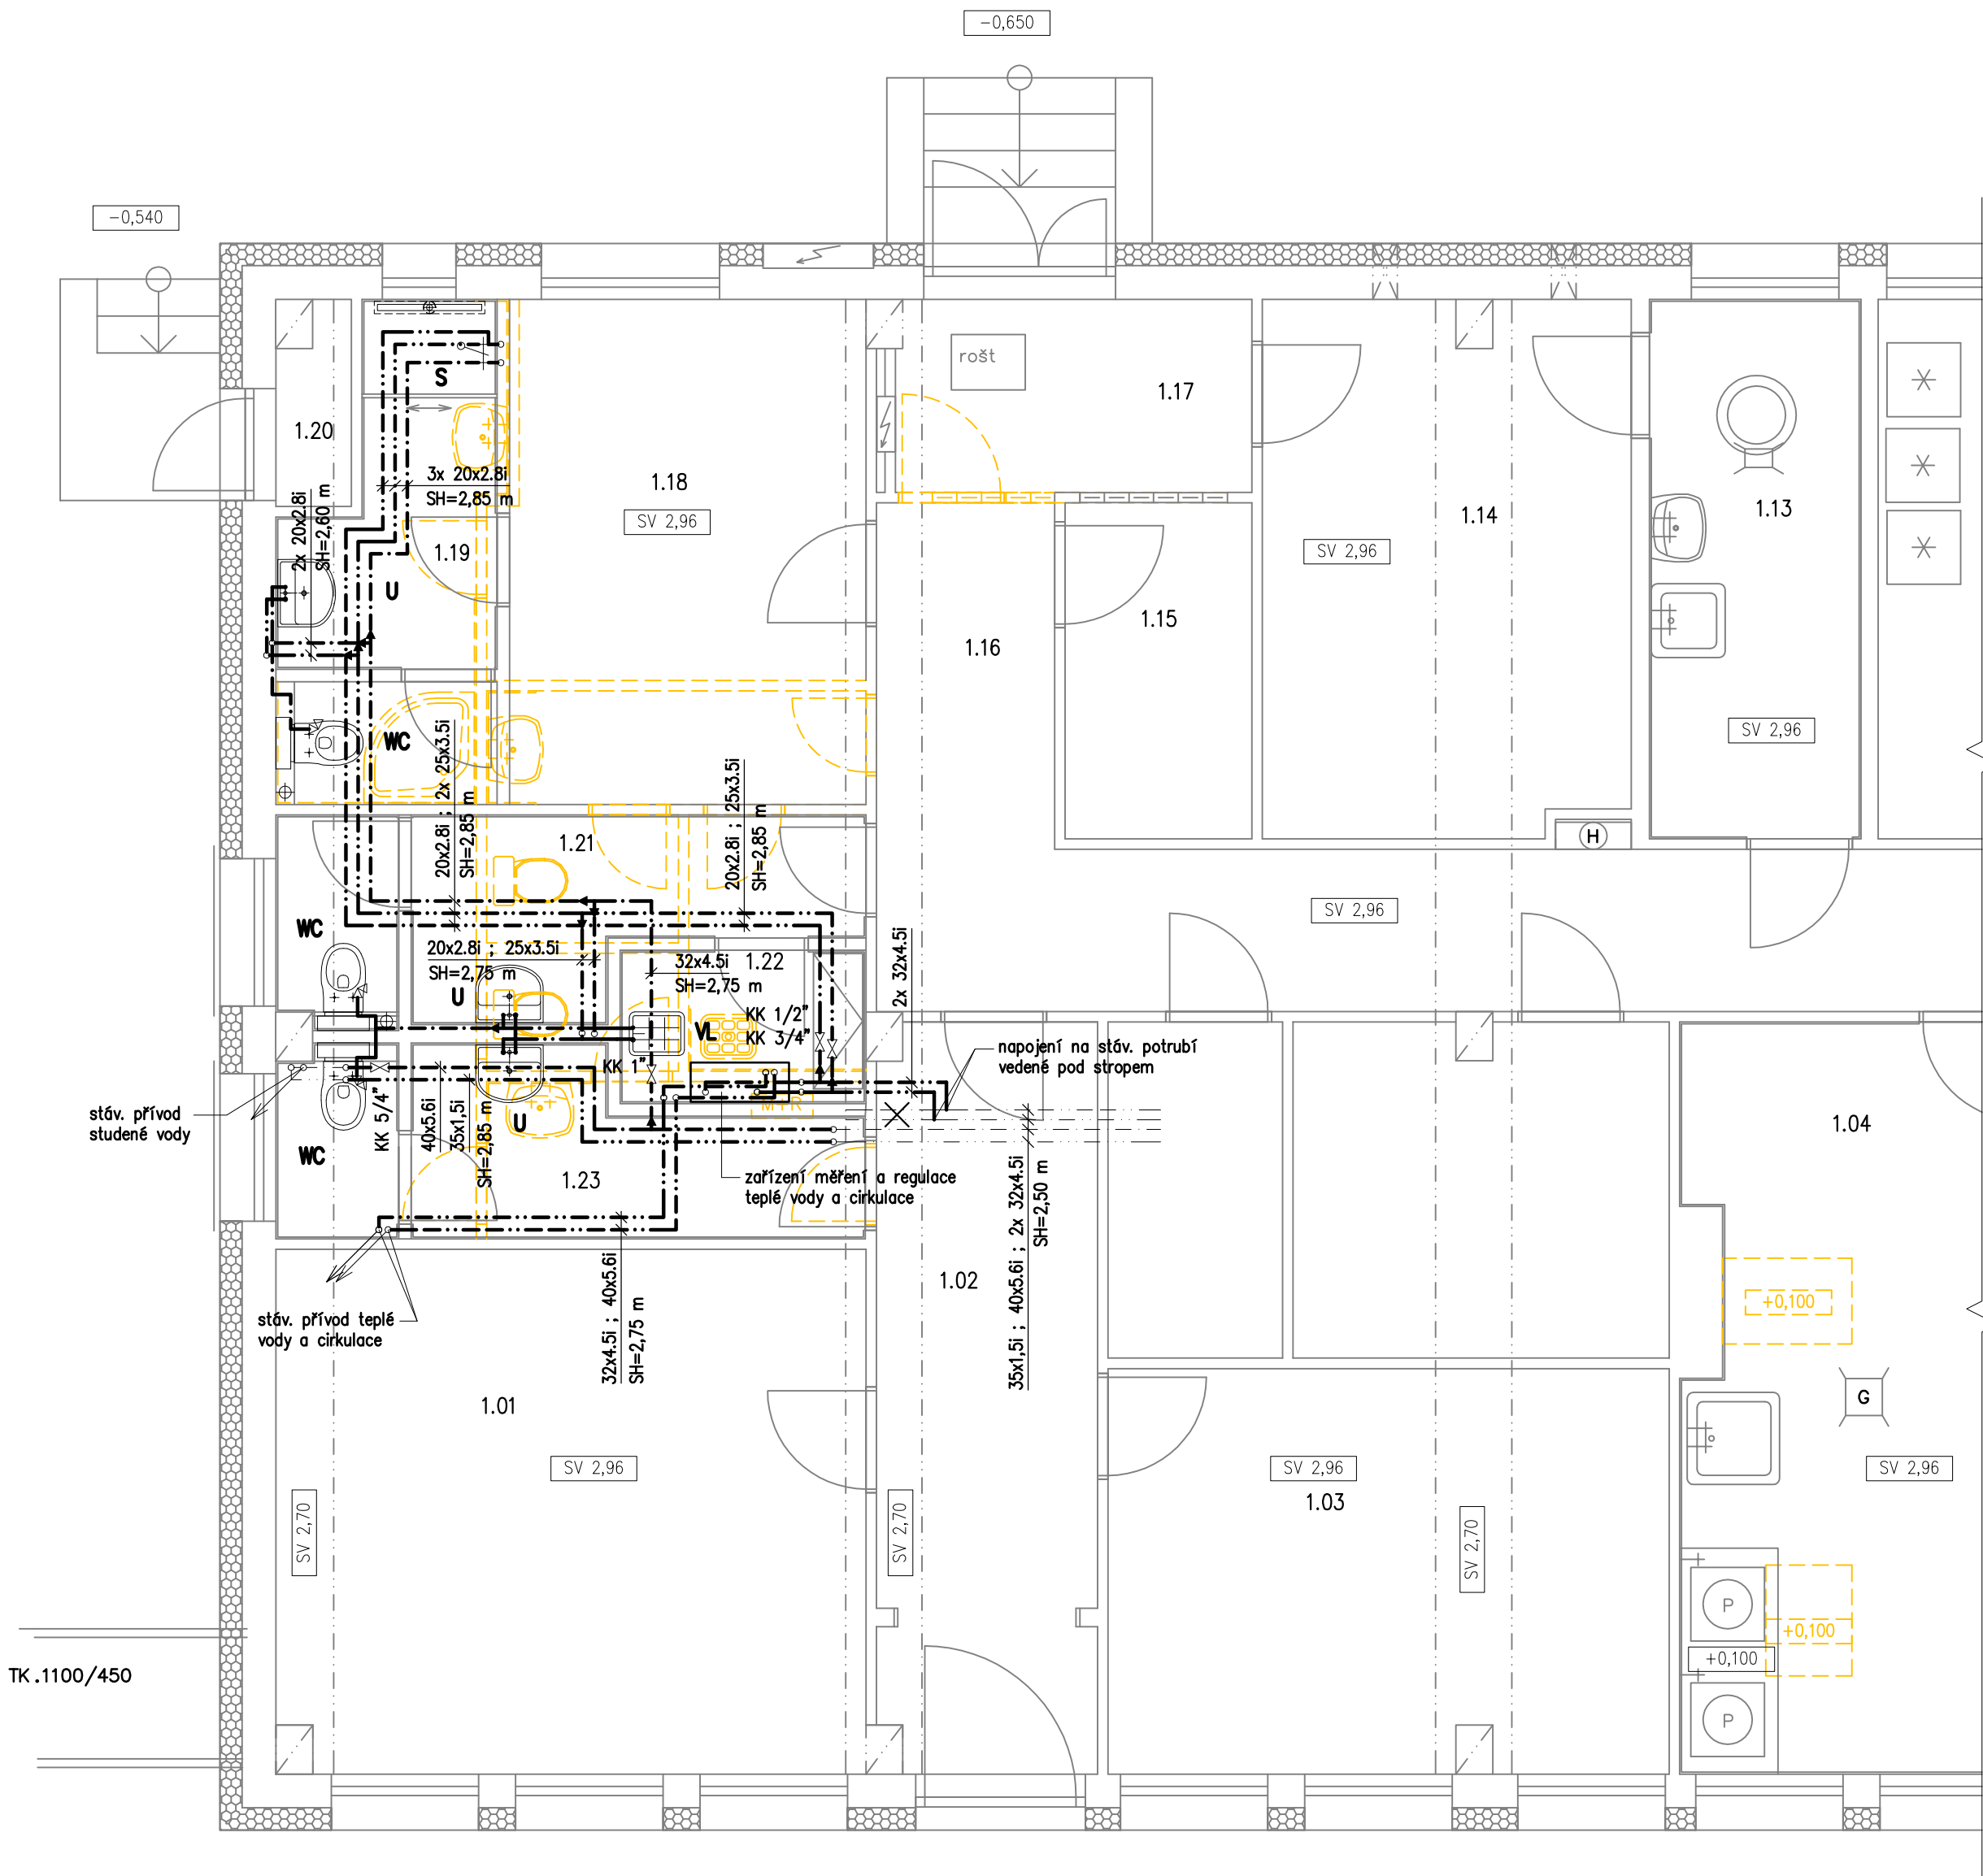 -0,650
-0,540
rošt
1.17
1.20
S
3x 20x2.8i
SH=2,85 m
1.18
SV 2,96
2x 20x2.8i
SH=2,60 m
1.19
U
1.14
SV 2,96
1.13
1.15
1.16
SV 2,96
WC
20x2.8i ; 2x 25x3.5i
SH=2,85 m
20x2.8i ; 25x3.5i
SH=2,85 m
1.21
H
SV 2,96
WC
20x2.8i ; 25x3.5i
SH=2,75 m
U
32x4.5i
SH=2,75 m
1.22
2x 32x4.5i
VL
KK 1/2"
KK 3/4"
KK 1"
napojení na stáv. potrubí
vedené pod stropem
M+R
stáv. přívod
studené vody
KK 5/4"
40x5.6i
35x1,5i
SH=2,85 m
U
WC
1.23
zařízení měření a regulace
teplé vody a cirkulace
1.04
35x1,5i ; 40x5.6i ; 2x 32x4.5i
SH=2,50 m
1.02
32x4.5i ; 40x5.6i
SH=2,75 m
stáv. přívod teplé
vody a cirkulace
+0,100
G
1.01
SV 2,96
SV 2,96
1.03
SV 2,96
SV 2,70
SV 2,70
SV 2,70
P
+0,100
+0,100
P
TK.1100/450